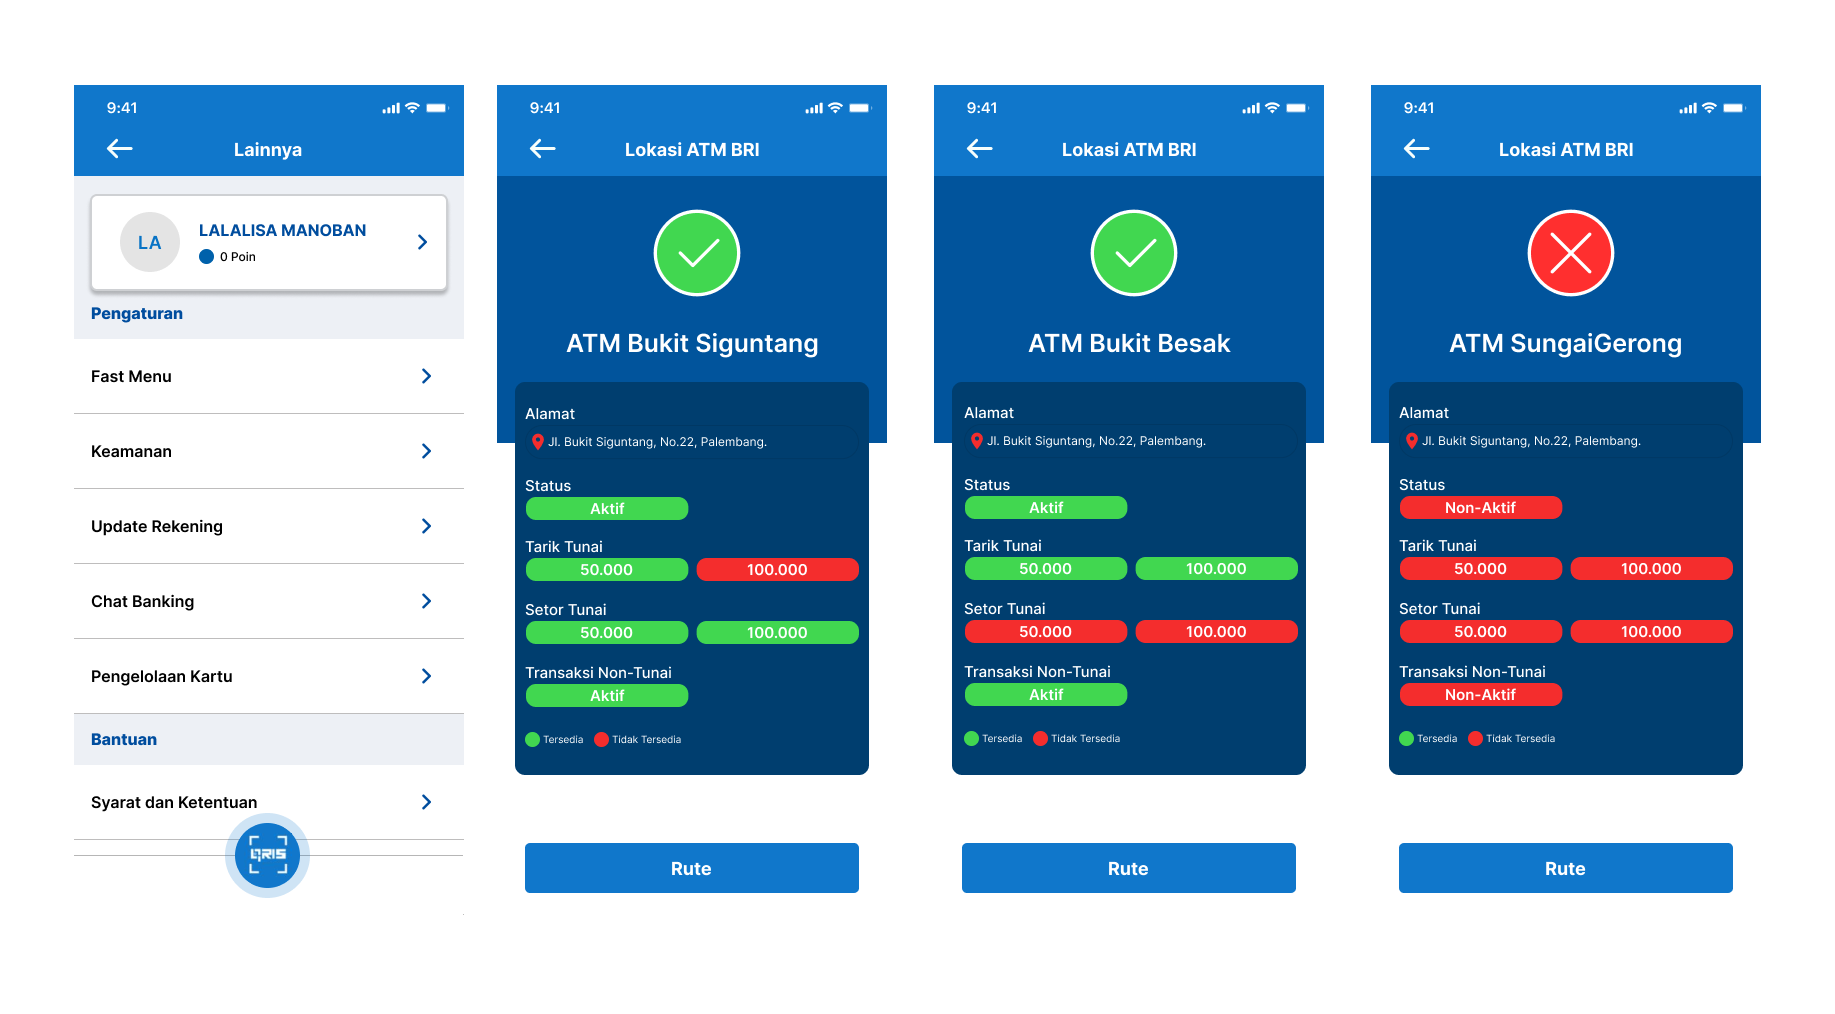 9:41
Lainnya
LA
LALALISA MANOBAN
0 Poin
Pengaturan
Fast Menu
Keamanan
Update Rekening
Chat Banking
Pengelolaan Kartu
Bantuan
Syarat dan Ketentuan
QRIS
9:41
Lokasi ATM BRI
ATM Bukit Siguntang
Alamat
Jl. Bukit Siguntang, No.22, Palembang.
Status
Aktif
Tarik Tunai
50.000 100.000
Setor Tunai
50.000 100.000
Transaksi Non-Tunai
Aktif
Tersedia Tidak Tersedia
Rute
9:41
Lokasi ATM BRI
ATM Bukit Besak
Alamat
Jl. Bukit Siguntang, No.22, Palembang.
Status
Aktif
Tarik Tunai
50.000 100.000
Setor Tunai
50.000 100.000
Transaksi Non-Tunai
Aktif
Tersedia Tidak Tersedia
Rute
9:41
Lokasi ATM BRI
ATM SungaiGerong
Alamat
Jl. Bukit Siguntang, No.22, Palembang.
Status
Non-Aktif
Tarik Tunai
50.000 100.000
Setor Tunai
50.000 100.000
Transaksi Non-Tunai
Non-Aktif
Tersedia Tidak Tersedia
Rute